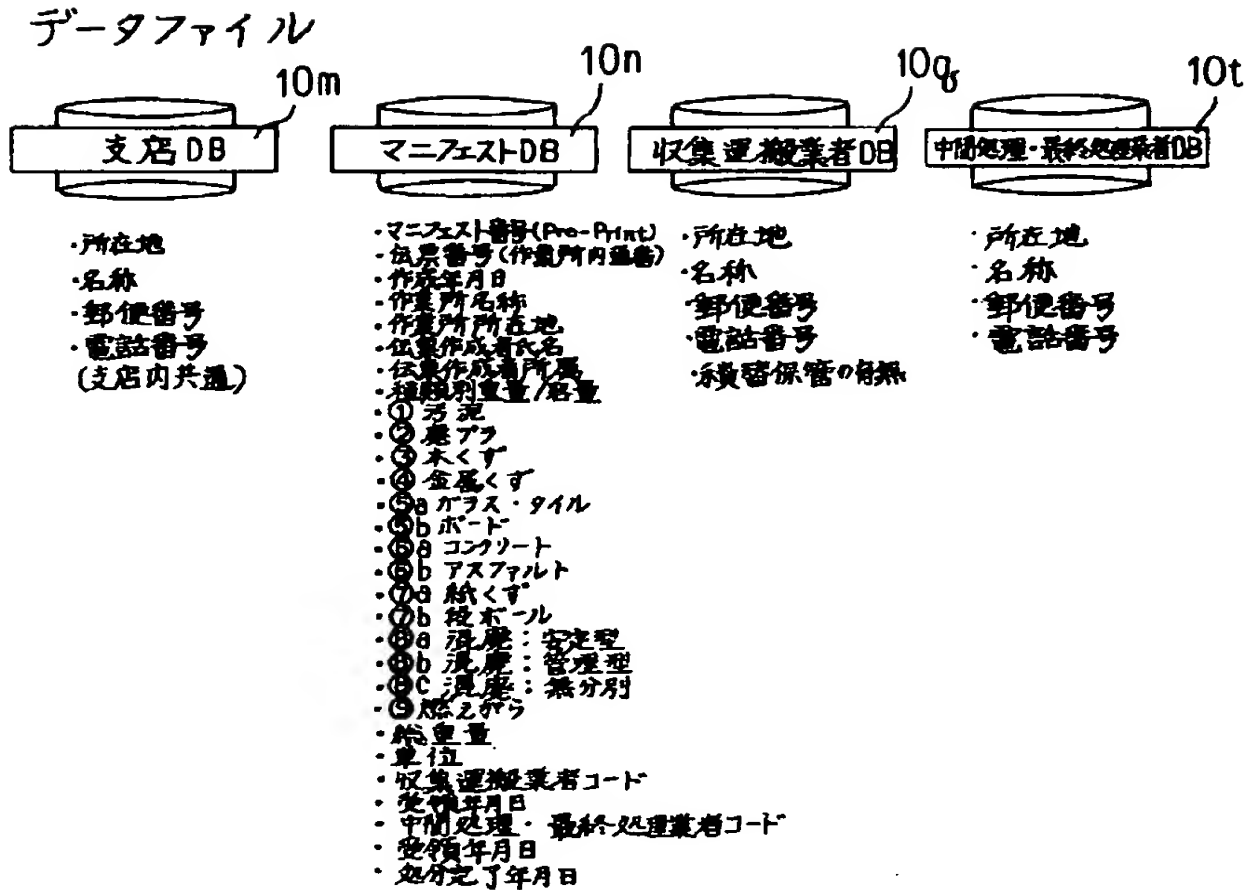 データファイル
10m
10n
10q
10t
支店DB
マニフェストDB
収集運搬業者DB
中間処理・最終処理業者DB
・所在地
・名称
・郵便番号
・電話番号
(支店内共通)
・マニフェスト番号(Pre-Print)
・伝票番号(作業所内通番)
・作成年月日
・作業所名称
・作業所所在地
・伝票作成者氏名
・伝票作成者所属
・種類別重量/容量
・① 汚泥
・② 廃プラ
・③ 木くず
・④ 金属くず
・⑤a ガラス・タイル
・⑤b ボード
・⑥a コンクリート
・⑥b アスファルト
・⑦a 紙くず
・⑦b 段ボール
・⑧a 混廃:安定型
・⑧b 混廃:管理型
・⑧c 混廃:無分別
・⑨ 燃えがら
・総重量
・単位
・収集運搬業者コード
・受領年月日
・中間処理・最終処理業者コード
・受領年月日
・処分完了年月日
・所在地
・名称
・郵便番号
・電話番号
・積替保管の有無
・所在地
・名称
・郵便番号
・電話番号